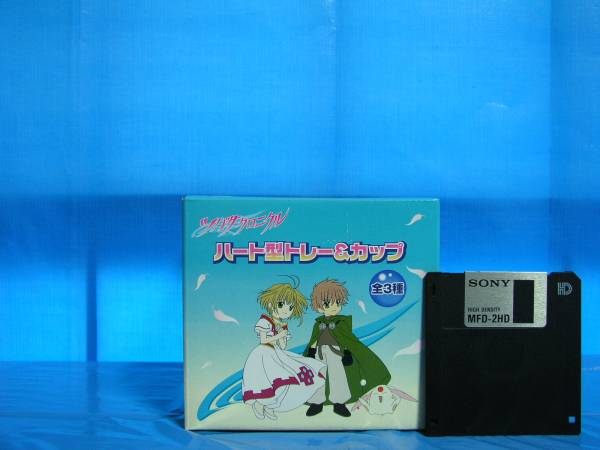 ツバサクロニクル
ハート型トレー&カップ
全3種
SONY
HIGH DENSITY
MFD-2HD
HD